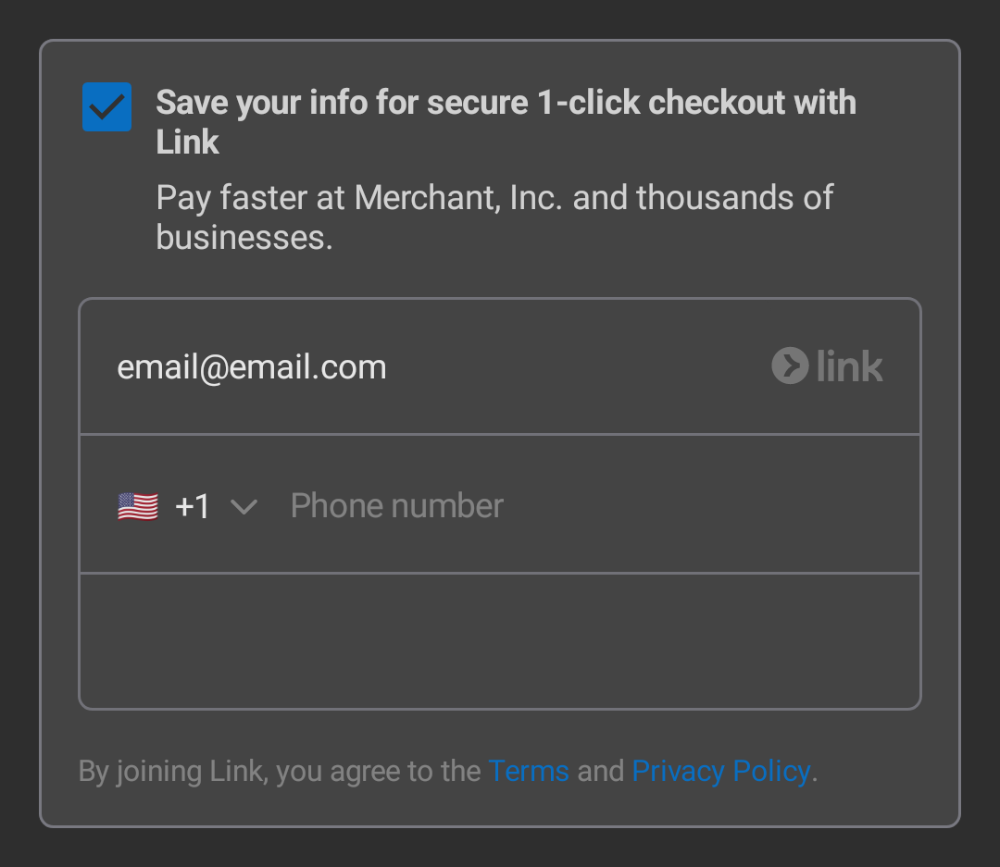 Save your info for secure 1-click checkout with
Link
Pay faster at Merchant, Inc. and thousands of
businesses.
email@email.com
link
+1
Phone number
By joining Link, you agree to the Terms and Privacy Policy.